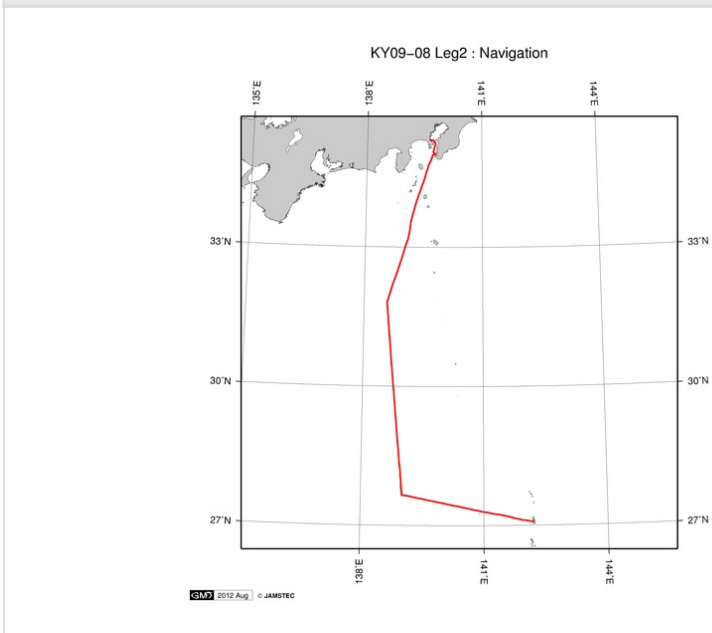 KY09−08 Leg2 : Navigation
135˚E
138˚E
141˚E
144˚E
33˚N
33˚N
30˚N
30˚N
27˚N
27˚N
138˚E
141˚E
144˚E
GMT 2012 Aug © JAMSTEC